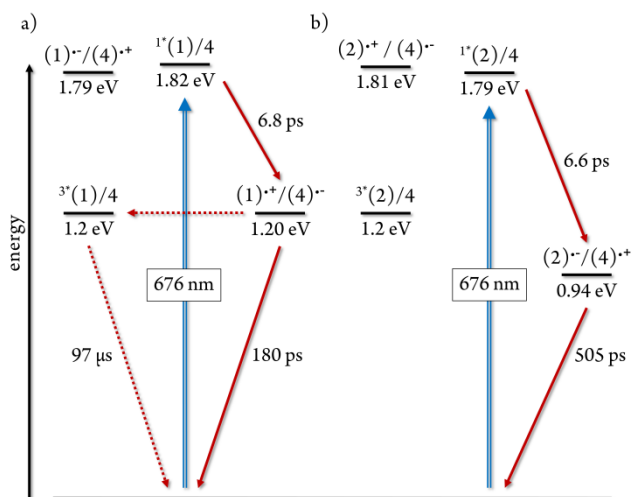 a)
(1)•-/(4)•+
1.79 eV
1*(1)/4
1.82 eV
6.8 ps
3*(1)/4
1.2 eV
(1)•+/(4)•-
1.20 eV
energy
676 nm
97 µs
180 ps
b)
(2)•+/(4)•-
1.81 eV
1*(2)/4
1.79 eV
6.6 ps
3*(2)/4
1.2 eV
(2)•-/(4)•+
0.94 eV
676 nm
505 ps